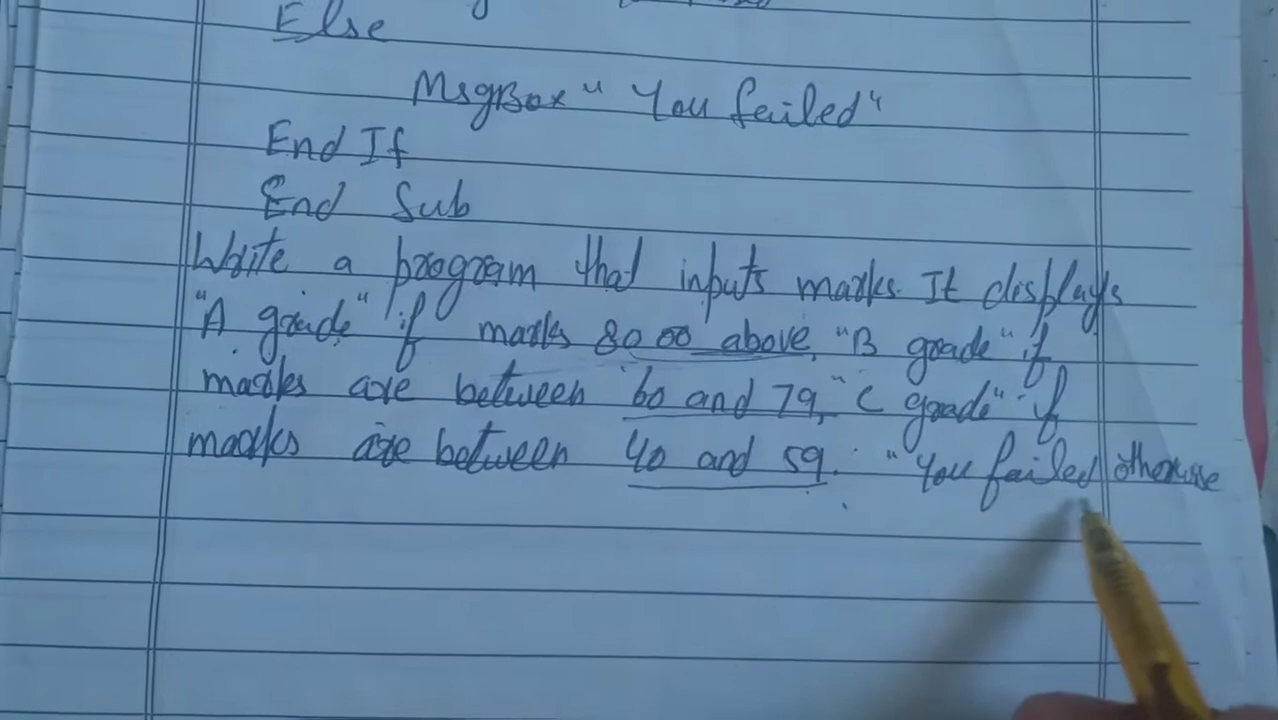 Else
MsgBox " You failed"
End If
End Sub
Write a program that inputs marks. It displays
"A grade" if marks 80 or above, "B grade" if
marks are between 60 and 79, "C grade" if
marks are between 40 and 59. "You failed otherwise